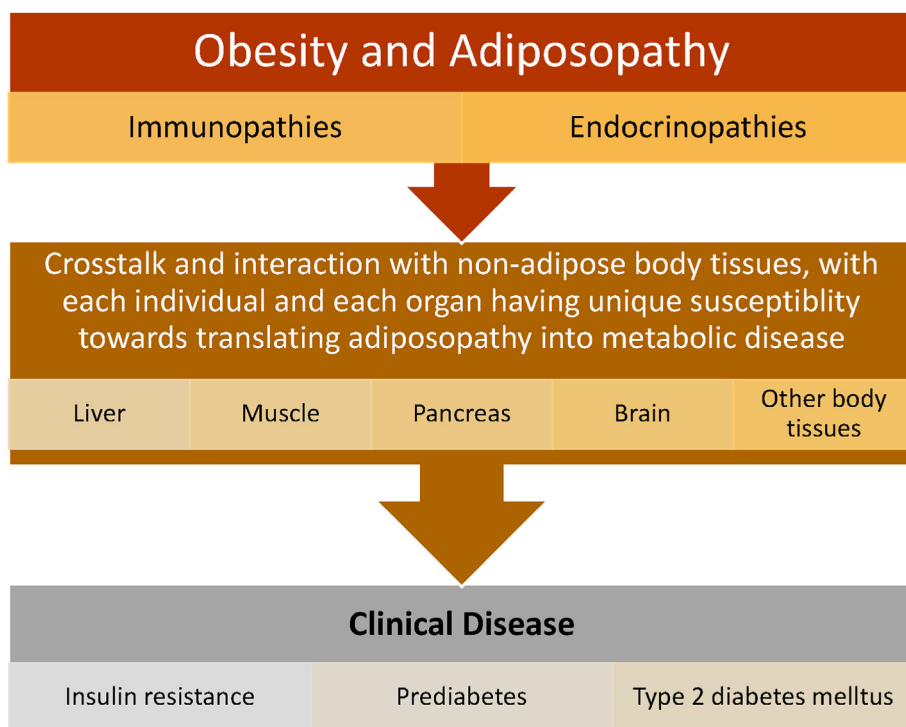 Obesity and Adiposopathy
Immunopathies
Endocrinopathies
Crosstalk and interaction with non-adipose body tissues, with
each individual and each organ having unique susceptiblity
towards translating adiposopathy into metabolic disease
Liver
Muscle
Pancreas
Brain
Other body
tissues
Clinical Disease
Insulin resistance
Prediabetes
Type 2 diabetes melltus